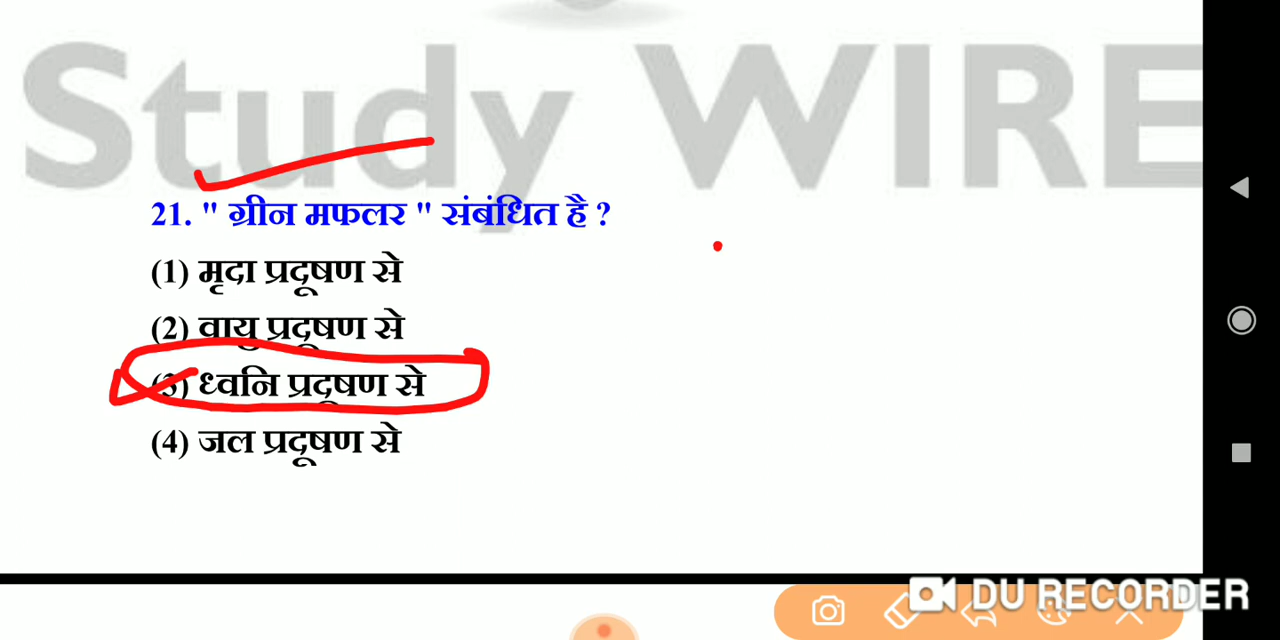 Study WIRE
21. " ग्रीन मफलर " संबंधित है ?
(1) मृदा प्रदूषण से
(2) वायु प्रदूषण से
(3) ध्वनि प्रदूषण से
(4) जल प्रदूषण से
DU RECORDER